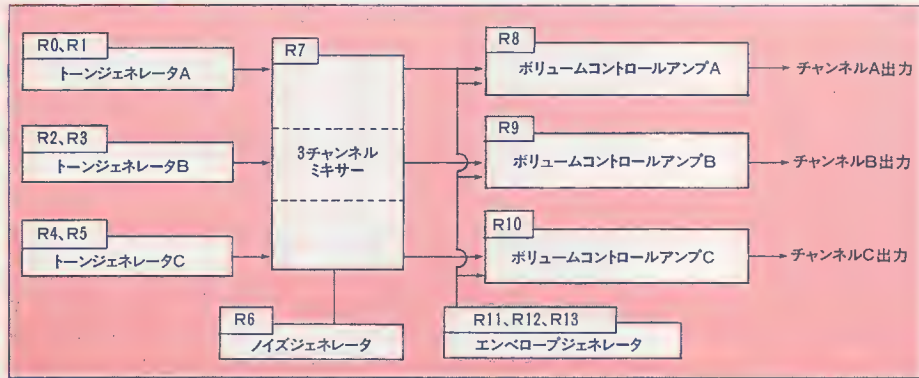 R0、R1
トーンジェネレータA
R2、R3
トーンジェネレータB
R4、R5
トーンジェネレータC
R7
3チャンネル
ミキサー
R6
ノイズジェネレータ
R8
ボリュームコントロールアンプA
チャンネルA出力
R9
ボリュームコントロールアンプB
チャンネルB出力
R10
ボリュームコントロールアンプC
チャンネルC出力
R11、R12、R13
エンベロープジェネレータ